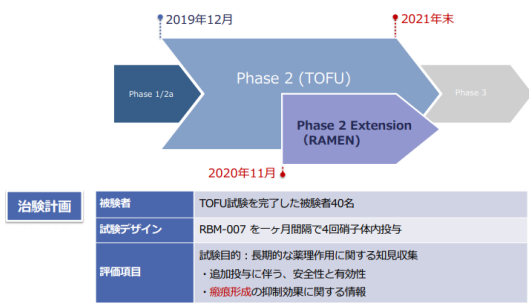 2019年12月
2021年末
Phase 1/2a
Phase 2 (TOFU)
Phase 3
Phase 2 Extension
（RAMEN）
2020年11月
治験計画
被験者
TOFU試験を完了した被験者40名
試験デザイン
RBM-007 を一ヶ月間隔で4回硝子体内投与
評価項目
試験目的：長期的な薬理作用に関する知見収集
・追加投与に伴う、安全性と有効性
・瘢痕形成の抑制効果に関する情報